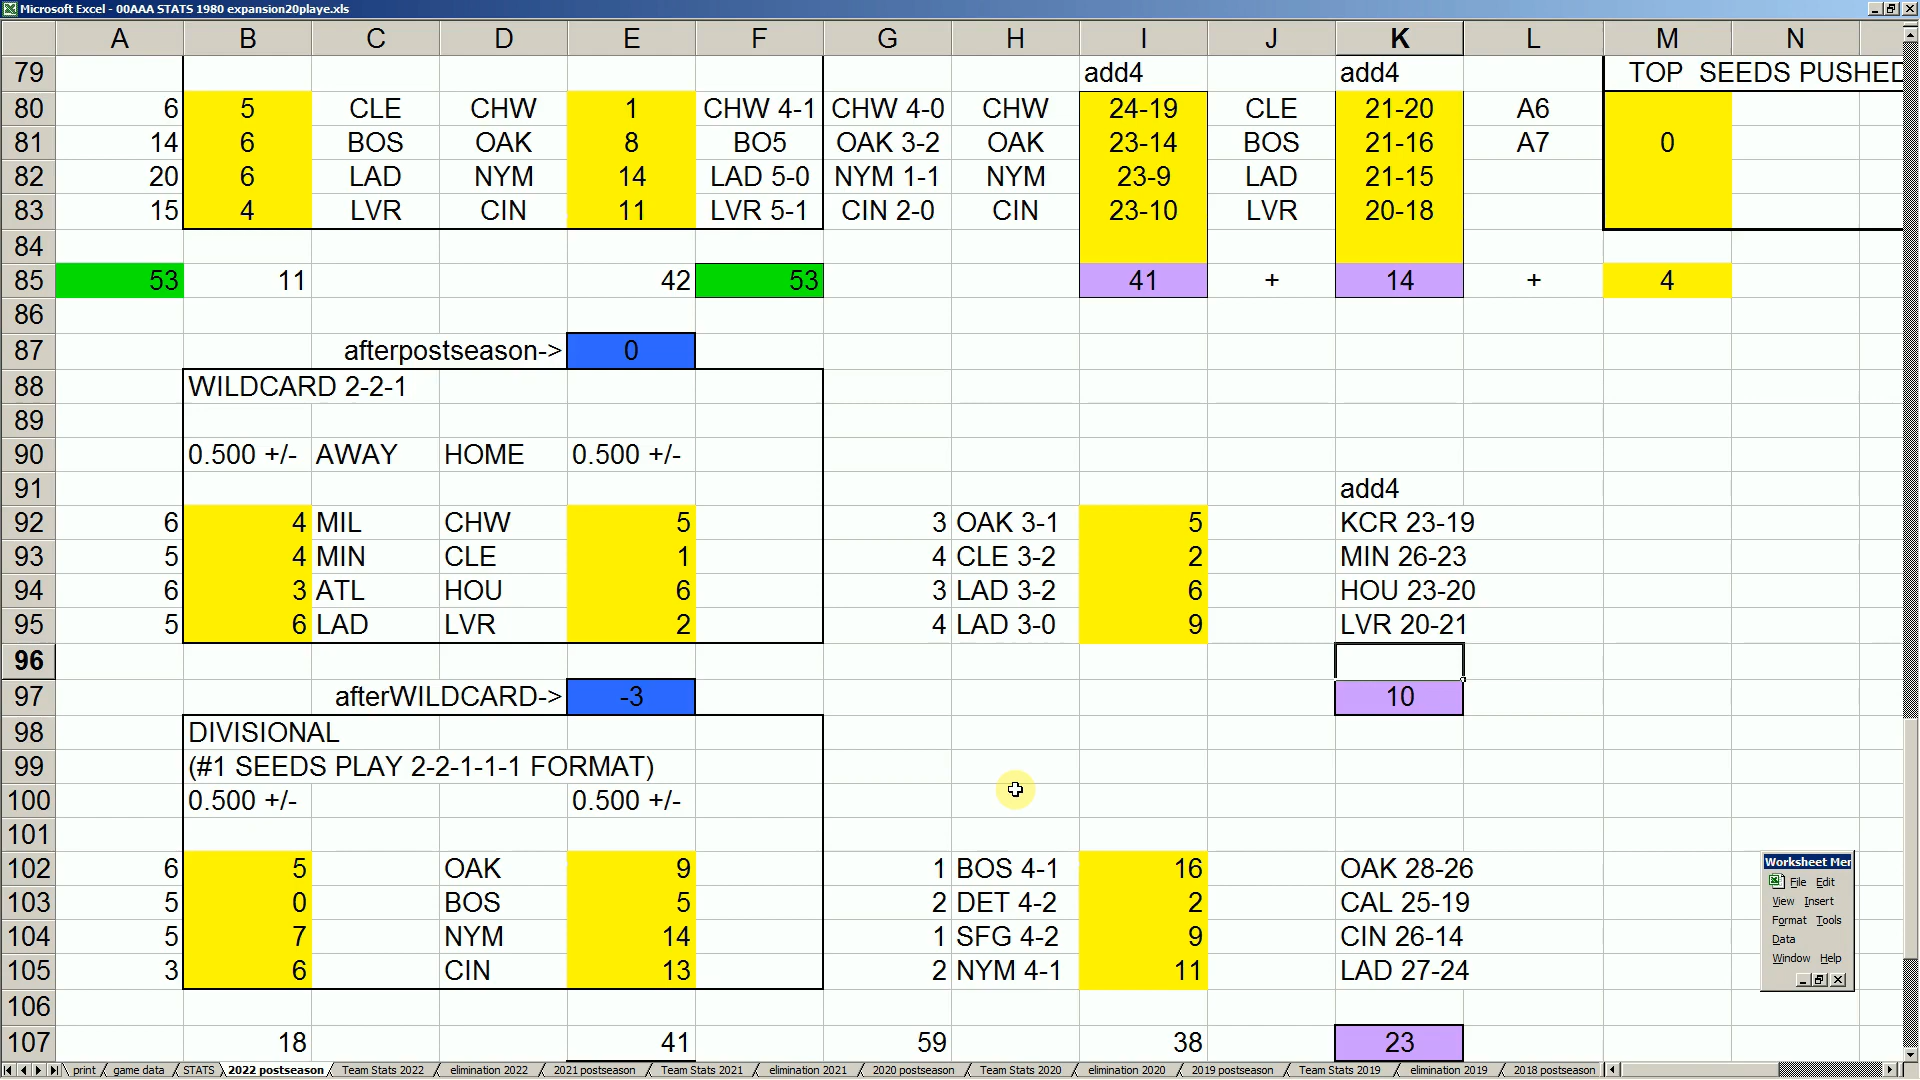 Microsoft Excel - 00AAA STATS 1980 expansion20playe.xls
A B C D E F G H I J K L M N
79 add4 add4 TOP SEEDS PUSHED
80 6 5 CLE CHW 1 CHW 4-1 CHW 4-0 CHW 24-19 CLE 21-20 A6
81 14 6 BOS OAK 8 BO5 OAK 3-2 OAK 23-14 BOS 21-16 A7 0
82 20 6 LAD NYM 14 LAD 5-0 NYM 1-1 NYM 23-9 LAD 21-15
83 15 4 LVR CIN 11 LVR 5-1 CIN 2-0 CIN 23-10 LVR 20-18
84
85 53 11 42 53 41 + 14 + 4
86
87 afterpostseason-> 0
88 WILDCARD 2-2-1
89
90 0.500 +/- AWAY HOME 0.500 +/-
91 add4
92 6 4 MIL CHW 5 3 OAK 3-1 5 KCR 23-19
93 5 4 MIN CLE 1 4 CLE 3-2 2 MIN 26-23
94 6 3 ATL HOU 6 3 LAD 3-2 6 HOU 23-20
95 5 6 LAD LVR 2 4 LAD 3-0 9 LVR 20-21
96
97 afterWILDCARD-> -3 10
98 DIVISIONAL
99 (#1 SEEDS PLAY 2-2-1-1-1 FORMAT)
100 0.500 +/- 0.500 +/-
101
102 6 5 OAK 9 1 BOS 4-1 16 OAK 28-26
103 5 0 BOS 5 2 DET 4-2 2 CAL 25-19
104 5 7 NYM 14 1 SFG 4-2 9 CIN 26-14
105 3 6 CIN 13 2 NYM 4-1 11 LAD 27-24
106
107 18 41 59 38 23
Worksheet Mer
File Edit
View Insert
Format Tools
Data
Window Help
print game data STATS 2022 postseason Team Stats 2022 elimination 2022 2021 postseason Team Stats 2021 elimination 2021 2020 postseason Team Stats 2020 elimination 2020 2019 postseason Team Stats 2019 elimination 2019 2018 postseason